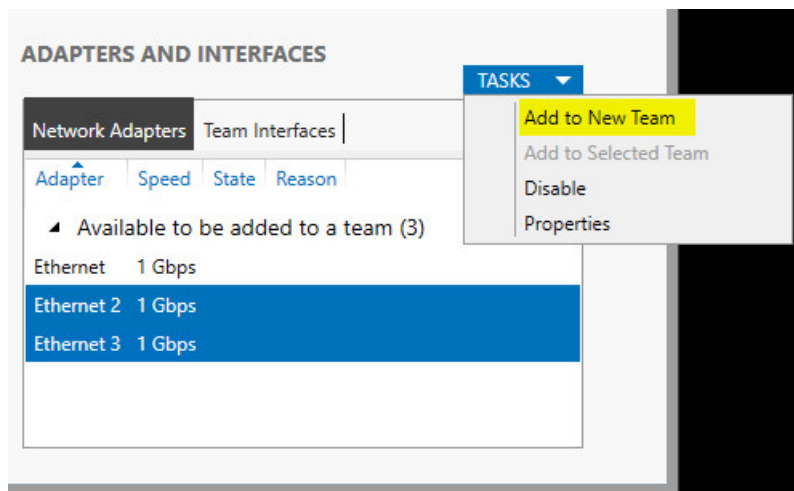 ADAPTERS AND INTERFACES
TASKS
Add to New Team
Add to Selected Team
Disable
Properties
Network Adapters Team Interfaces
Adapter Speed State Reason
Available to be added to a team (3)
Ethernet 1 Gbps
Ethernet 2 1 Gbps
Ethernet 3 1 Gbps